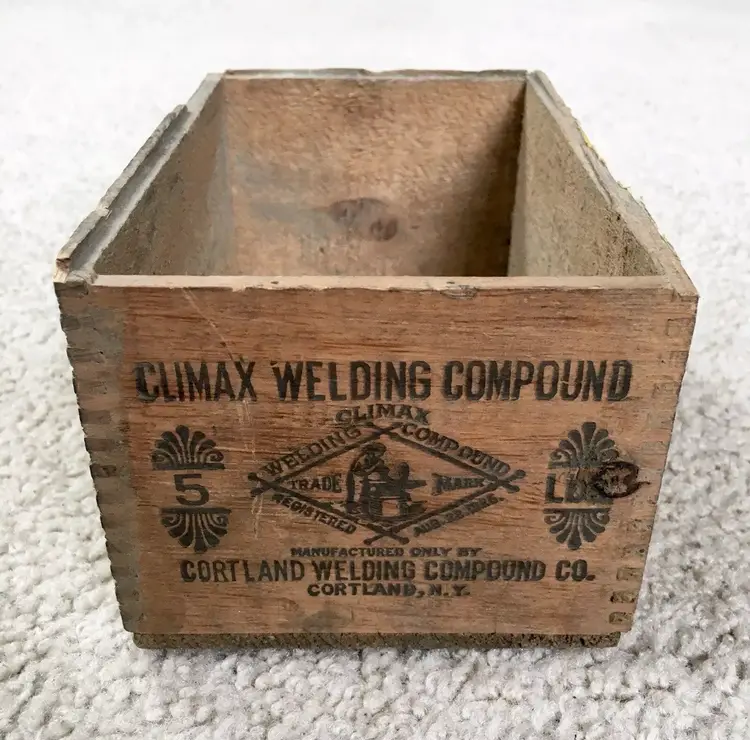 CLIMAX WELDING COMPOUND
CLIMAX
WELDING COMPOUND
5
TRADE MARK
LBS
REGISTERED AUG.
MANUFACTURED ONLY BY
CORTLAND WELDING COMPOUND CO.
CORTLAND, N.Y.